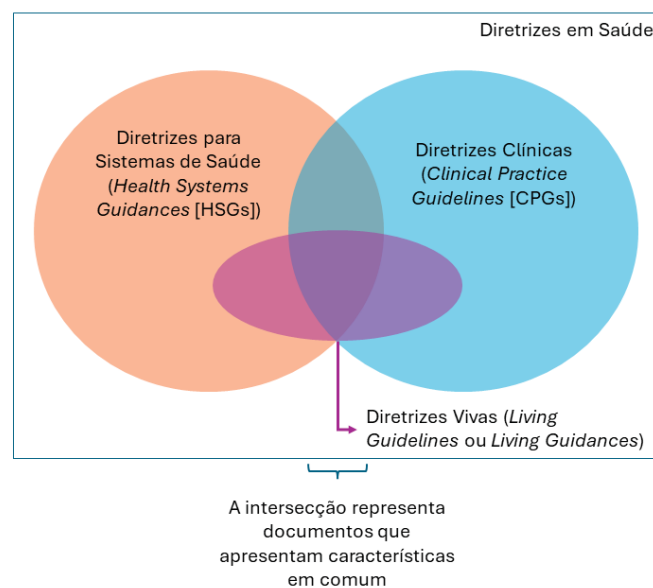 Diretrizes em Saúde
Diretrizes para
Sistemas de Saúde
(Health Systems
Guidances [HSGs])
Diretrizes Clínicas
(Clinical Practice
Guidelines [CPGs])
Diretrizes Vivas (Living
Guidelines ou Living Guidances)
A intersecção representa
documentos que
apresentam características
em comum